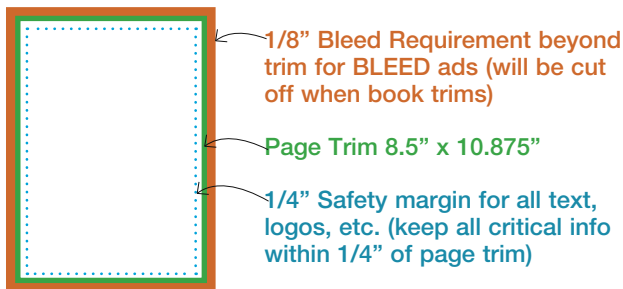 1/8” Bleed Requirement beyond
trim for BLEED ads (will be cut
off when book trims)
Page Trim 8.5” x 10.875”
1/4” Safety margin for all text,
logos, etc. (keep all critical info
within 1/4” of page trim)